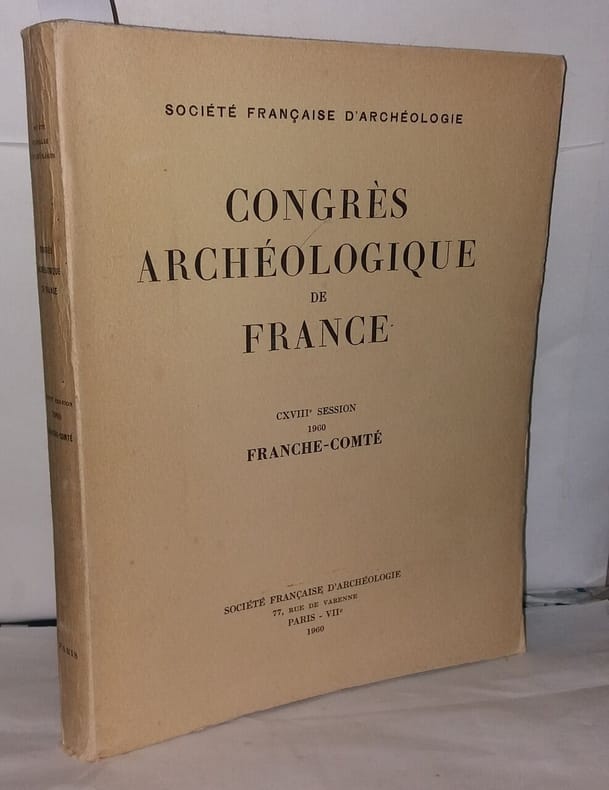 SOCIÉTÉ FRANÇAISE D'ARCHÉOLOGIE
CONGRÈS
ARCHÉOLOGIQUE
DE
FRANCE
CXVIIIe SESSION
1960
FRANCHE-COMTÉ
SOCIÉTÉ FRANÇAISE D'ARCHÉOLOGIE
77, RUE DE VARENNE
PARIS - VIIe
1960
PARIS